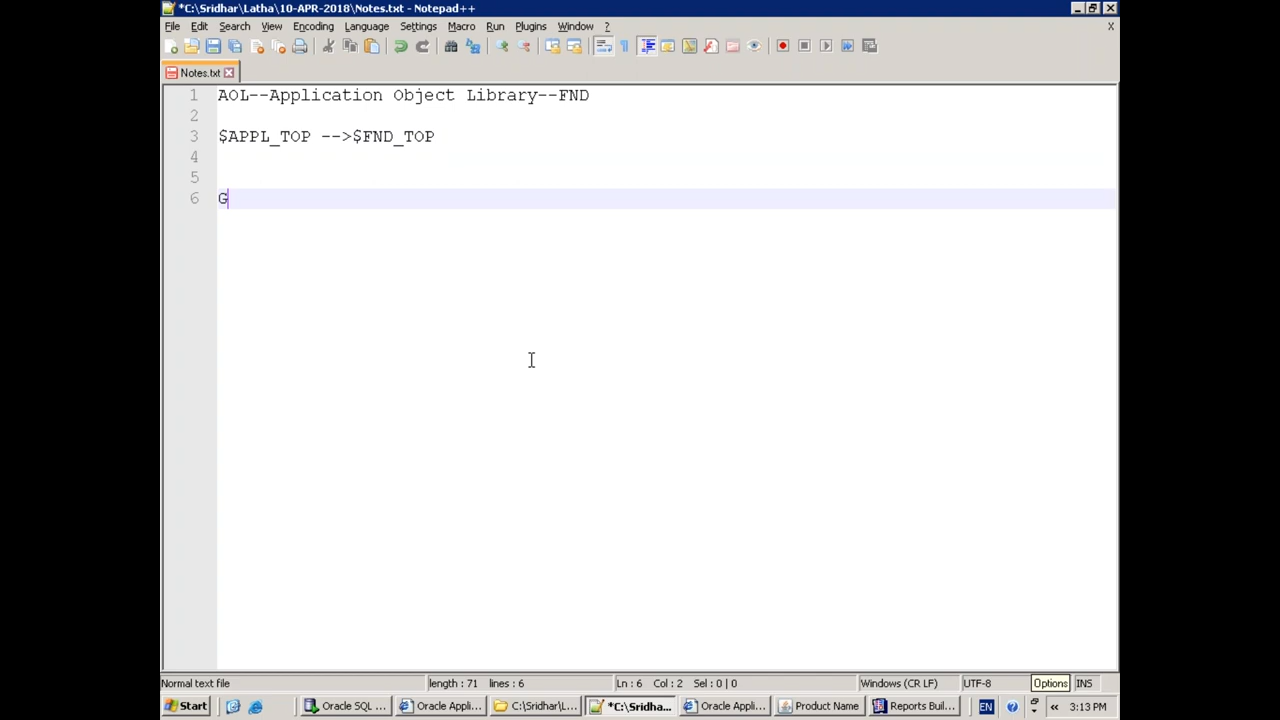 *C:\Sridhar\Latha\10-APR-2018\Notes.txt - Notepad++
File Edit Search View Encoding Language Settings Macro Run Plugins Window ? X
Notes.txt
1 AOL--Application Object Library--FND
2
3 $APPL_TOP -->$FND_TOP
4
5
6 G
Normal text file length : 71 lines : 6 Ln : 6 Col : 2 Sel : 0 | 0 Windows (CR LF) UTF-8 Options INS
Start Oracle SQL ... Oracle Appli... C:\Sridhar\L... *C:\Sridha... Oracle Appli... Product Name Reports Buil... EN ? « 3:13 PM